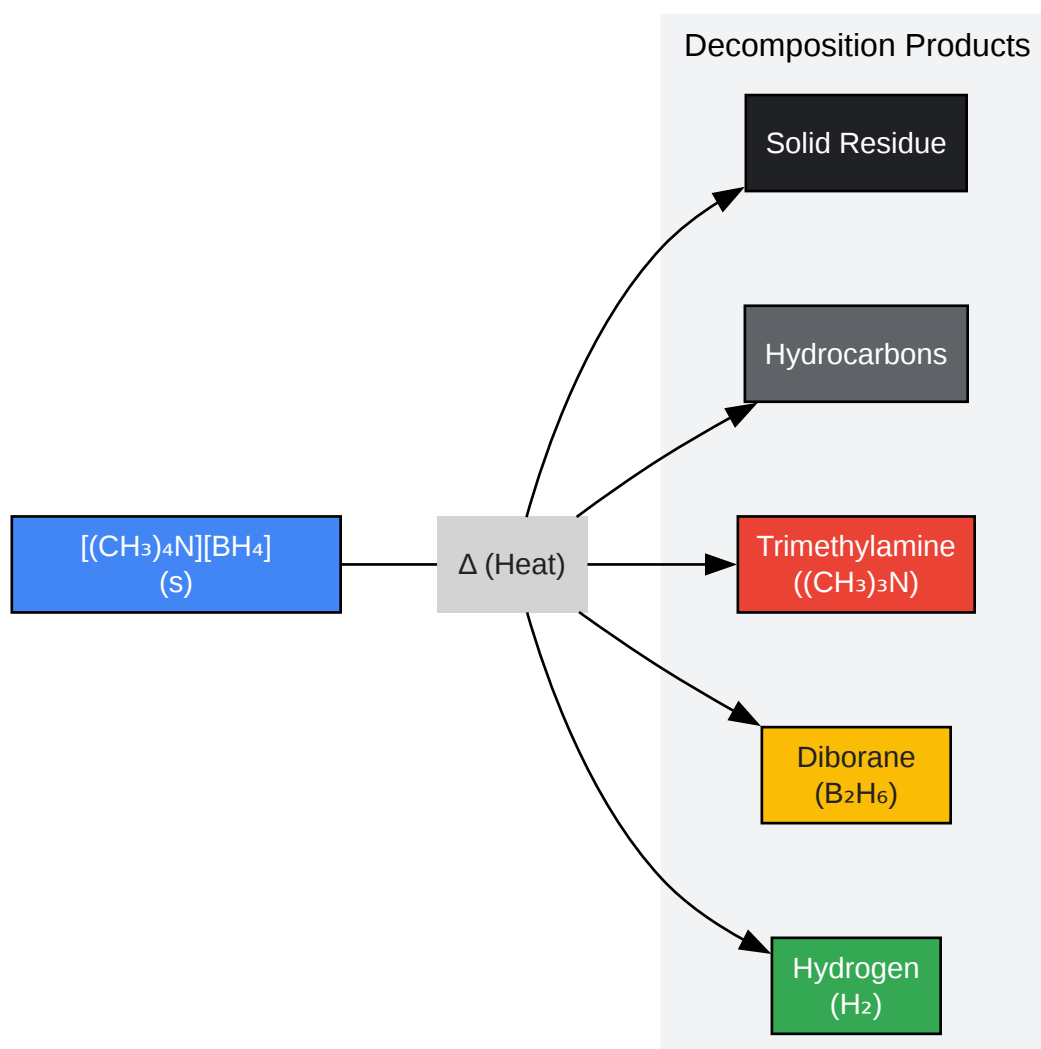 Decomposition Products
Solid Residue
Hydrocarbons
[(CH₃)₄N][BH₄]
(s)
Δ (Heat)
Trimethylamine
((CH₃)₃N)
Diborane
(B₂H₆)
Hydrogen
(H₂)